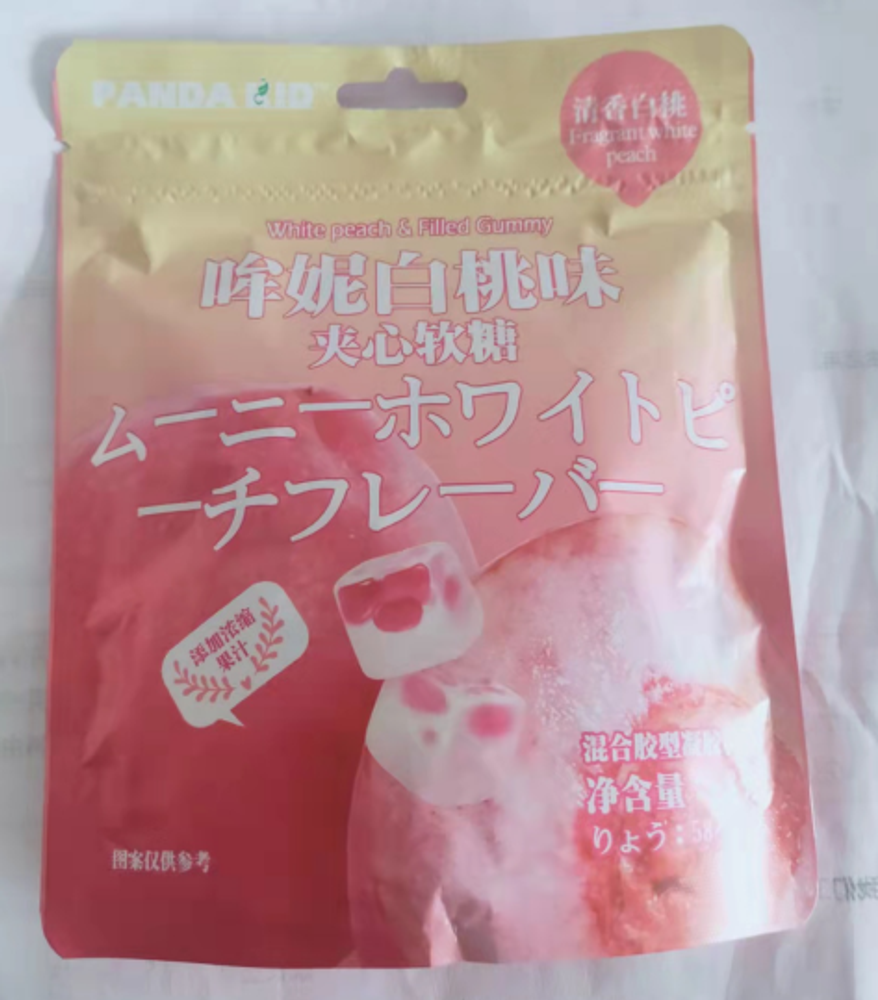 PANDA KID
清香白桃
Fragrant white
peach
White peach & Filled Gummy
哞妮白桃味
夹心软糖
ムーニーホワイトピ
ーチフレーバー
添加浓缩
果汁
混合胶型凝胶
净含量
りょう：58
图案仅供参考